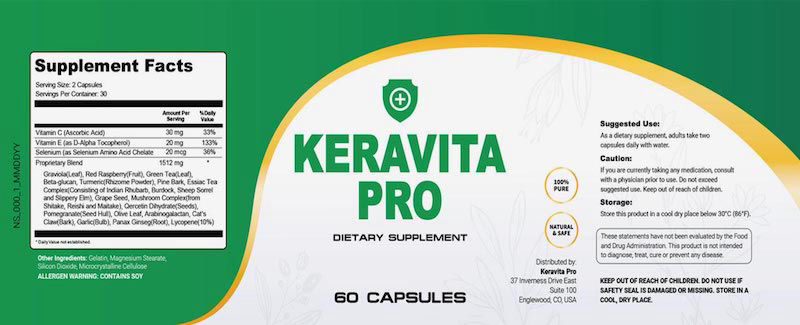 NS_000_1_MMDDYY
Supplement Facts
Serving Size: 2 Capsules
Servings Per Container: 30
Amount Per Serving %Daily Value
Vitamin C (Ascorbic Acid) 30 mg 33%
Vitamin E (as D-Alpha Tocopherol) 20 mg 133%
Selenium (as Selenium Amino Acid Chelate 20 mcg 36%
Proprietary Blend 1512 mg *
Graviola(Leaf), Red Raspberry(Fruit), Green Tea(Leaf),
Beta-glucan, Turmeric(Rhizome Powder), Pine Bark, Essiac Tea
Complex(Consisting of Indian Rhubarb, Burdock, Sheep Sorrel
and Slippery Elm), Grape Seed, Mushroom Complex(from
Shitake, Reishi and Maitake), Qercetin Dihydrate(Seeds),
Pomegranate(Seed Hull), Olive Leaf, Arabinogalactan, Cat's
Claw(Bark), Garlic(Bulb), Panax Ginseng(Root), Lycopene(10%)
* Daily Value not established.
Other Ingredients: Gelatin, Magnesium Stearate,
Silicon Dioxide, Microcrystalline Cellulose
ALLERGEN WARNING: CONTAINS SOY
KERAVITA
PRO
DIETARY SUPPLEMENT
60 CAPSULES
100%
PURE
NATURAL
& SAFE
Distributed by:
Keravita Pro
37 Inverness Drive East
Suite 100
Englewood, CO, USA
Suggested Use:
As a dietary supplement, adults take two
capsules daily with water.
Caution:
If you are currently taking any medication, consult
with a physician prior to use. Do not exceed
suggested use. Keep out of reach of children.
Storage:
Store this product in a cool dry place below 30°C (86°F).
These statements have not been evaluated by the Food
and Drug Administration. This product is not intended
to diagnose, treat, cure or prevent any disease.
KEEP OUT OF REACH OF CHILDREN. DO NOT USE IF
SAFETY SEAL IS DAMAGED OR MISSING. STORE IN A
COOL, DRY PLACE.